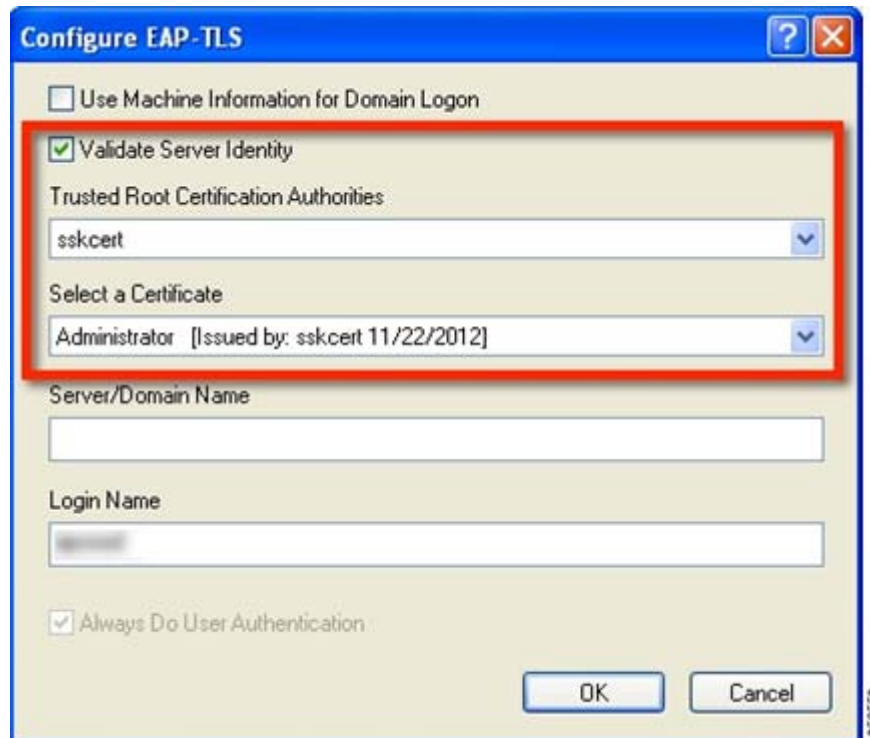 Configure EAP-TLS
Use Machine Information for Domain Logon
Validate Server Identity
Trusted Root Certification Authorities
sskcert
Select a Certificate
Administrator [Issued by: sskcert 11/22/2012]
Server/Domain Name
Login Name
Always Do User Authentication
OK
Cancel